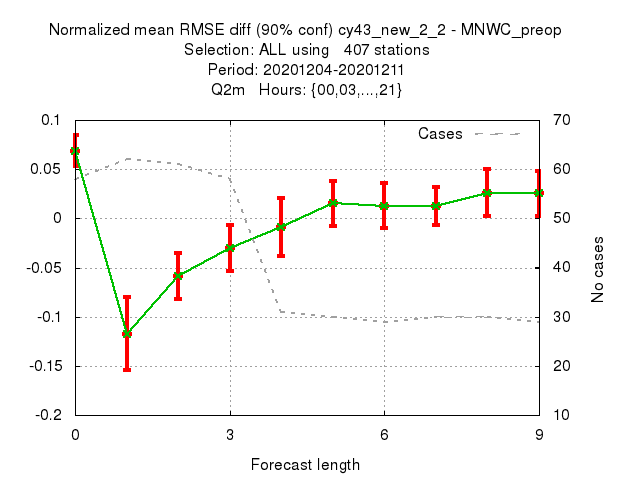 Normalized mean RMSE diff (90% conf) cy43_new_2_2 - MNWC_preop
Selection: ALL using 407 stations
Period: 20201204-20201211
Q2m Hours: {00,03,...,21}
0.1
0.05
0
-0.05
-0.1
-0.15
-0.2
Cases
70
60
50
40
30
20
10
No cases
0 3 6 9
Forecast length